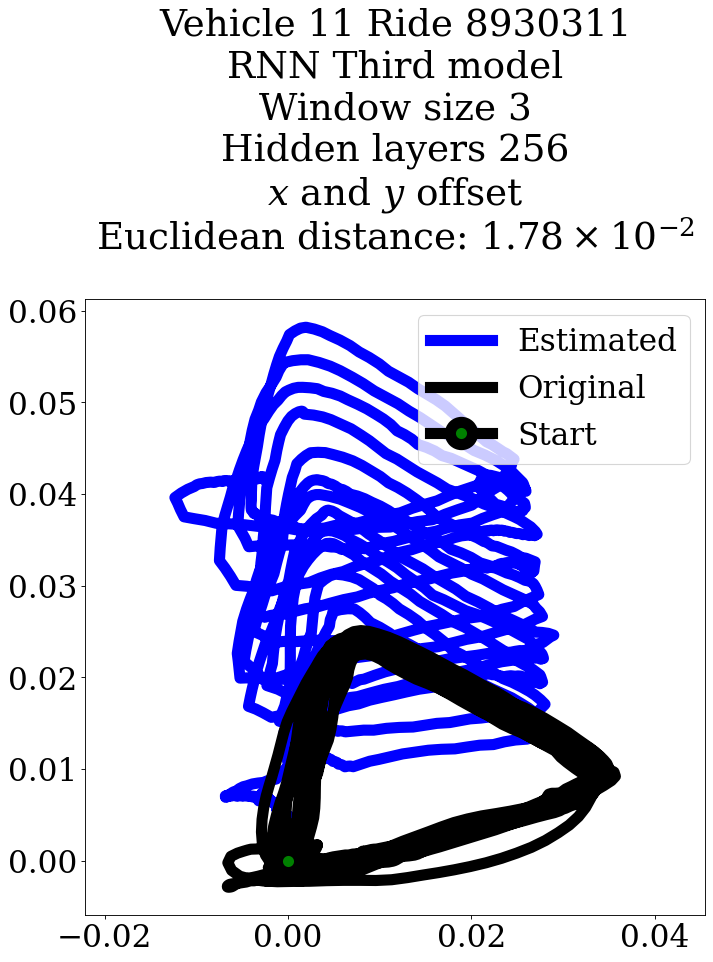 Vehicle 11 Ride 8930311
RNN Third model
Window size 3
Hidden layers 256
x and y offset
Euclidean distance: 1.78 × 10⁻²
0.06
0.05
0.04
0.03
0.02
0.01
0.00
Estimated
Original
Start
−0.02 0.00 0.02 0.04